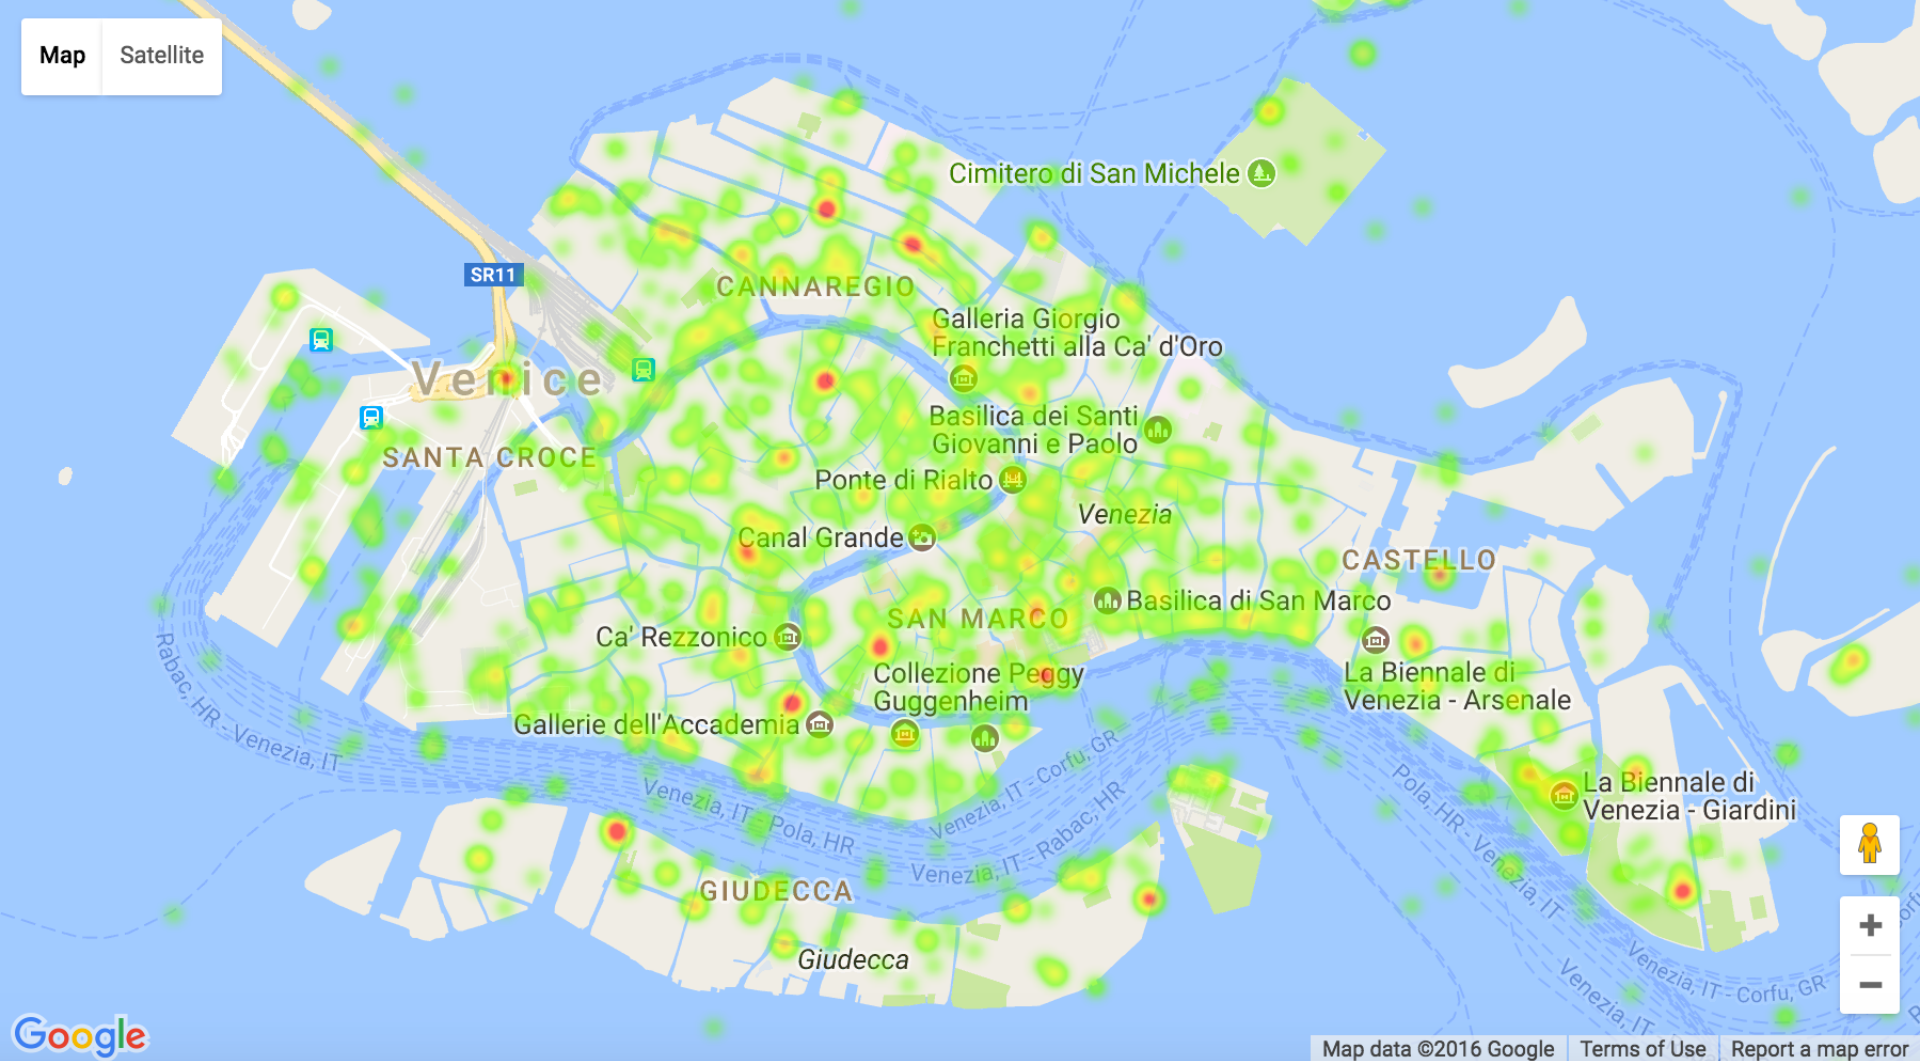 Map Satellite
Cimitero di San Michele
SR11
CANNAREGIO
Galleria Giorgio
Franchetti alla Ca' d'Oro
Venice
Basilica dei Santi
Giovanni e Paolo
SANTA CROCE
Ponte di Rialto
Venezia
Canal Grande
CASTELLO
Basilica di San Marco
SAN MARCO
Ca' Rezzonico
Rabac, HR - Venezia, IT
Collezione Peggy
Guggenheim
La Biennale di
Venezia - Arsenale
Gallerie dell'Accademia
Venezia, IT - Corfu, GR
Venezia, IT - Pola, HR
Venezia, IT - Rabac, HR
Pola, HR - Venezia, IT
La Biennale di
Venezia - Giardini
GIUDECCA
Giudecca
Venezia, IT - Corfu, GR
Venezia, IT
Google
Map data ©2016 Google Terms of Use Report a map error